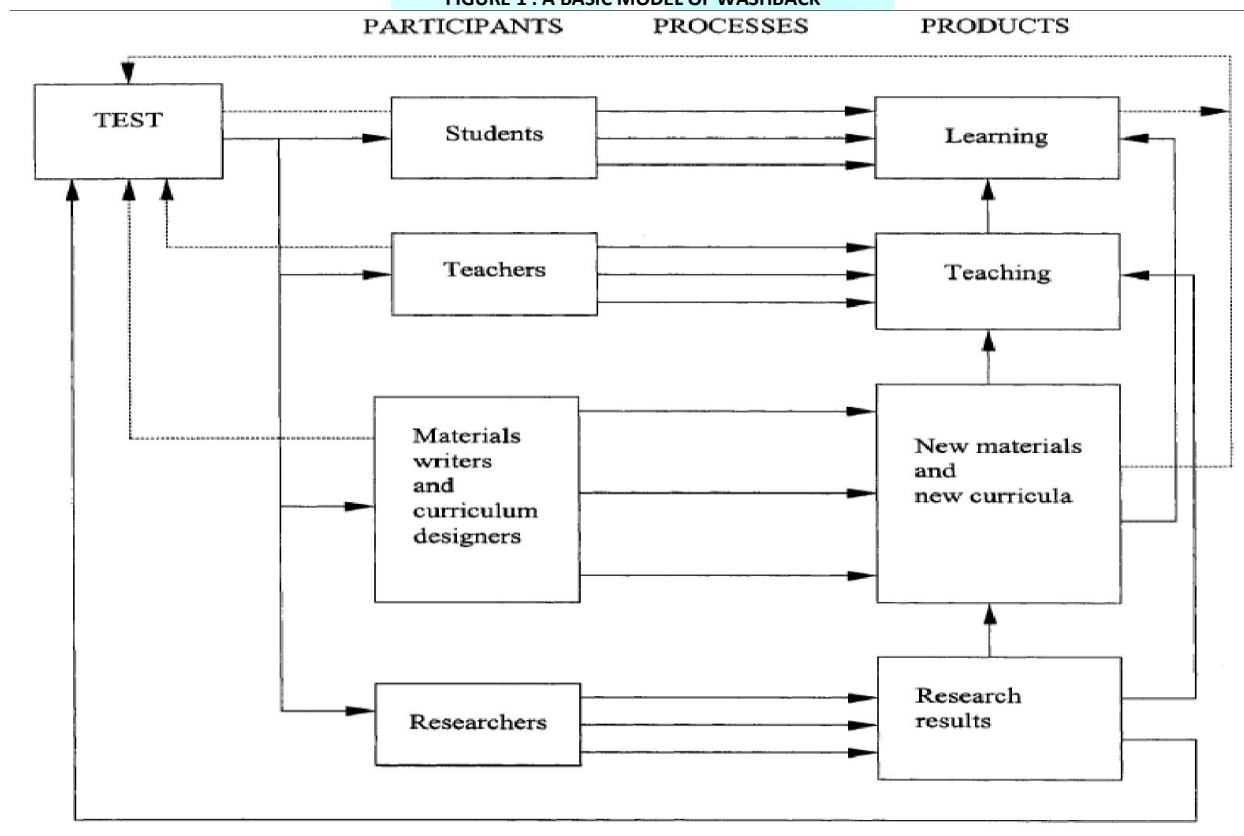 FIGURE 1 : A BASIC MODEL OF WASHBACK
PARTICIPANTS PROCESSES PRODUCTS
TEST
Students
Learning
Teachers
Teaching
Materials
writers
and
curriculum
designers
New materials
and
new curricula
Researchers
Research
results